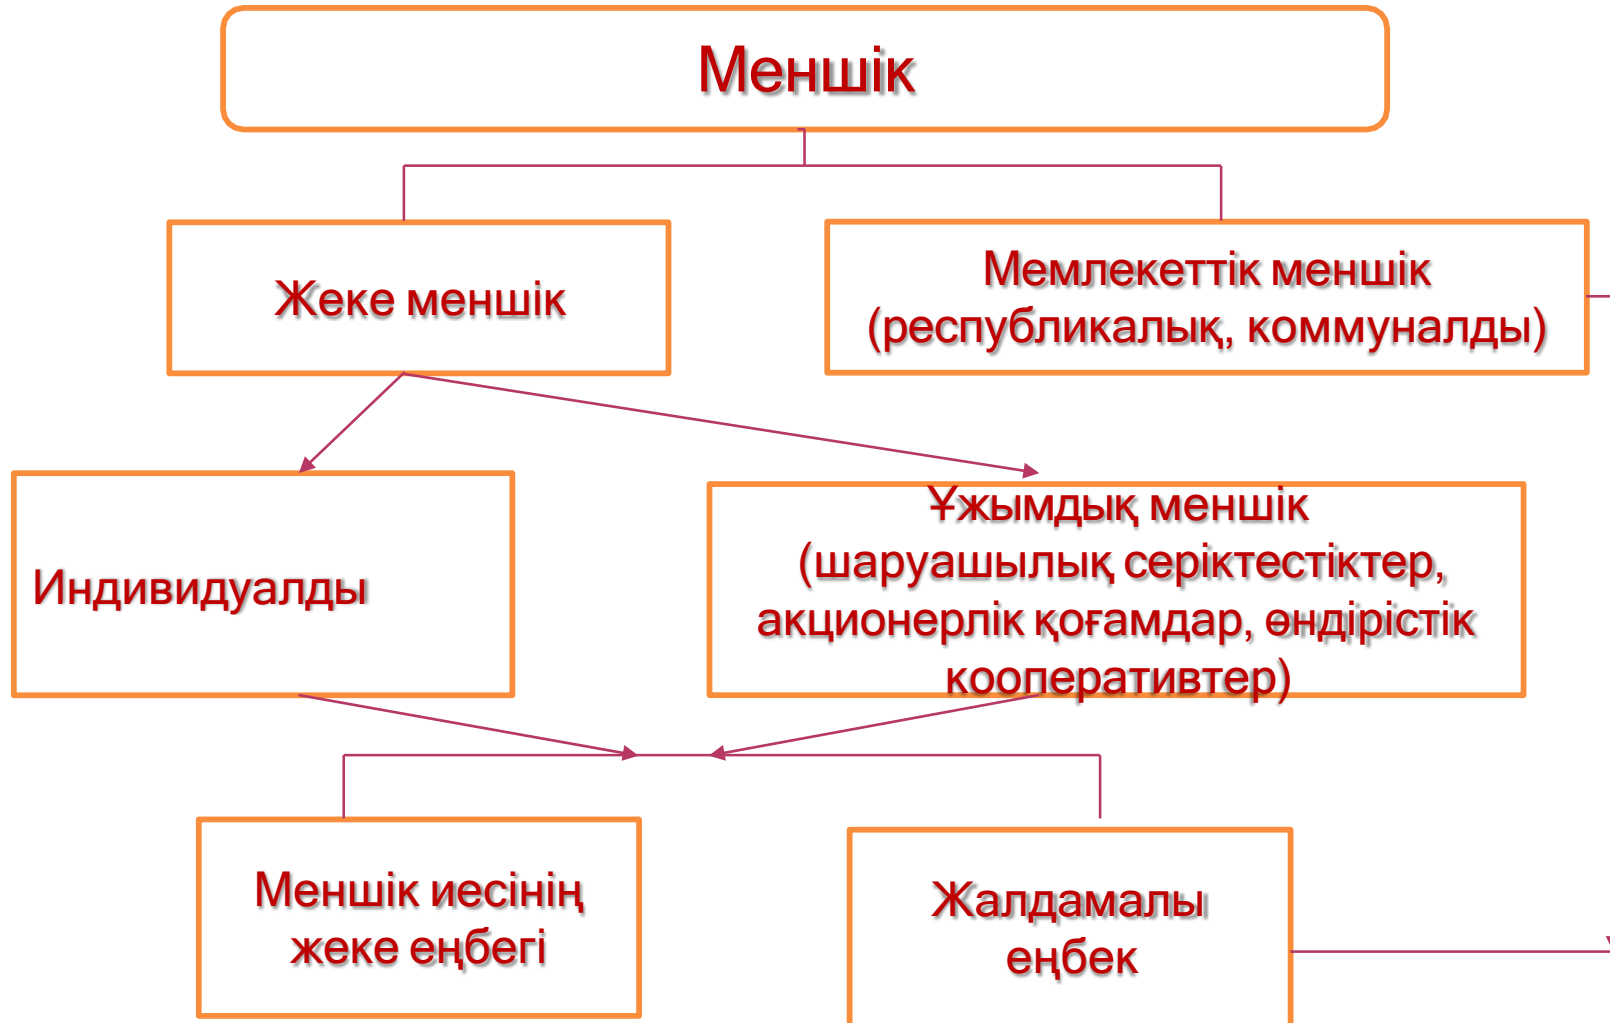 Меншік
Жеке меншік
Мемлекеттік меншік
(республикалық, коммуналды)
Индивидуалды
Ұжымдық меншік
(шаруашылық серіктестіктер,
акционерлік қоғамдар, өндірістік
кооперативтер)
Меншік иесінің
жеке еңбегі
Жалдамалы
еңбек